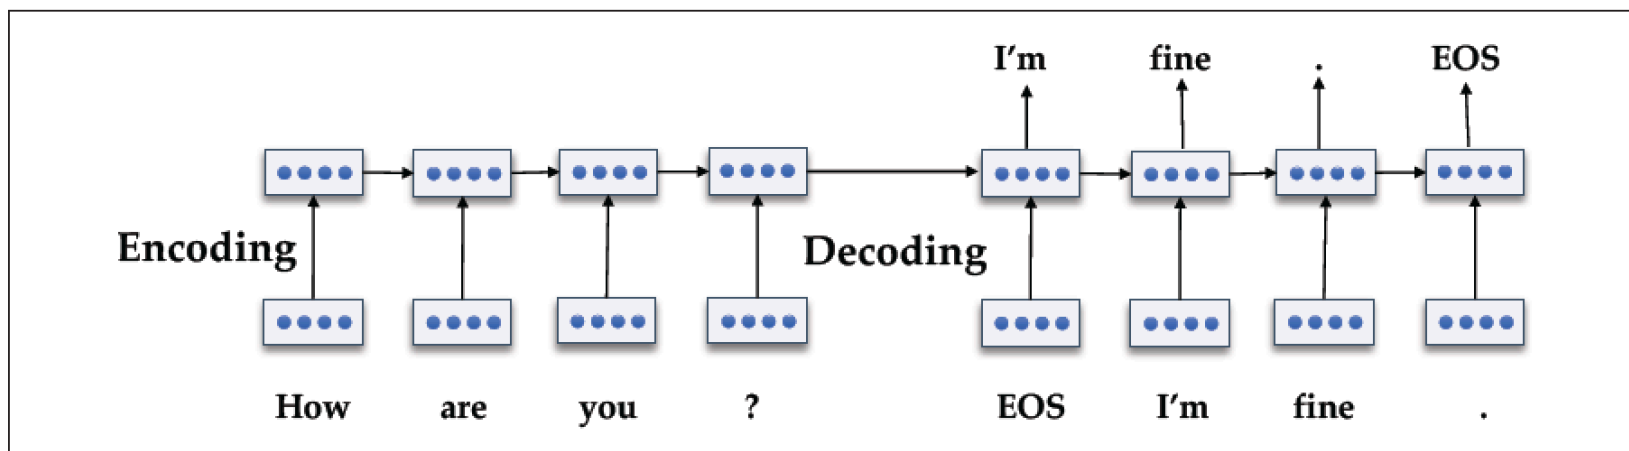 I'm fine . EOS
Encoding Decoding
How are you ? EOS I'm fine .